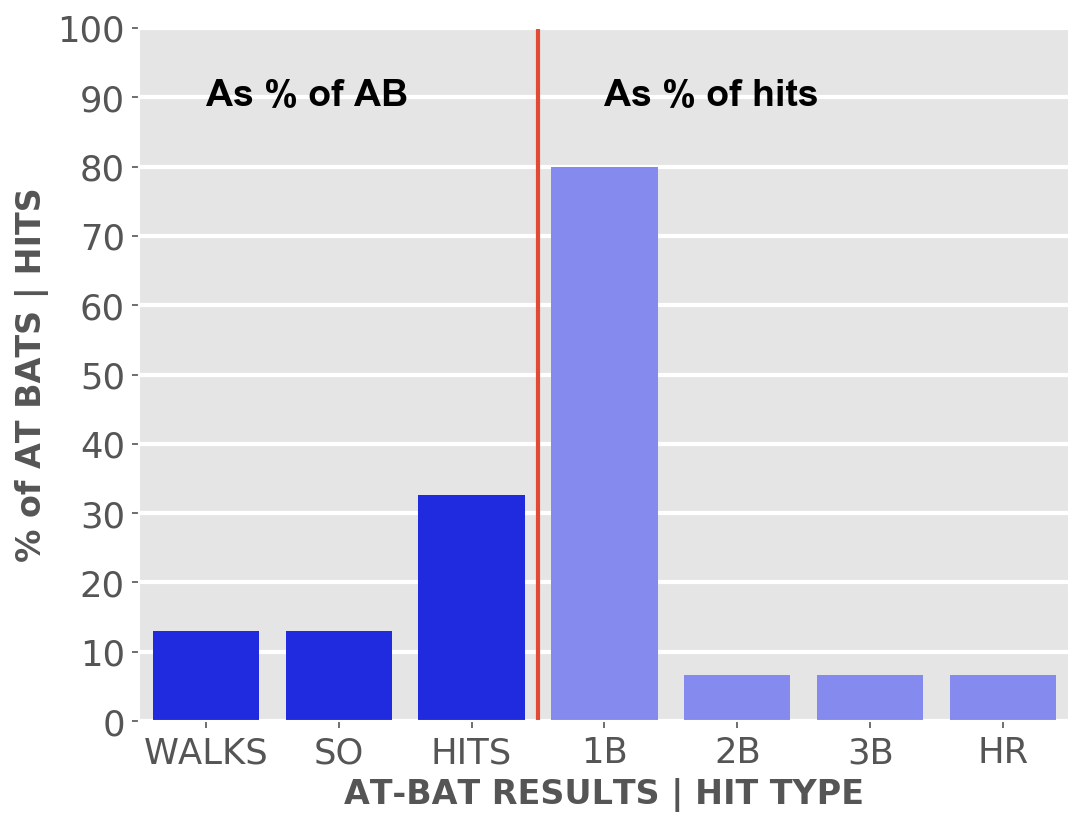 % of AT BATS | HITS
100
90
80
70
60
50
40
30
20
10
0
As % of AB
As % of hits
WALKS SO HITS 1B 2B 3B HR
AT-BAT RESULTS | HIT TYPE